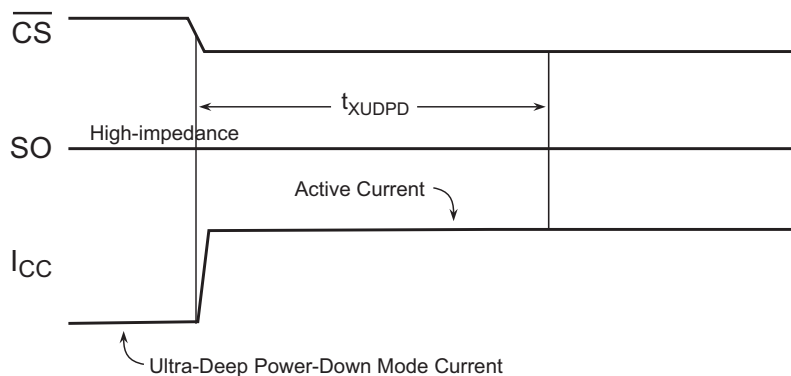 CS
tXUDPD
High-impedance
SO
Active Current
ICC
Ultra-Deep Power-Down Mode Current